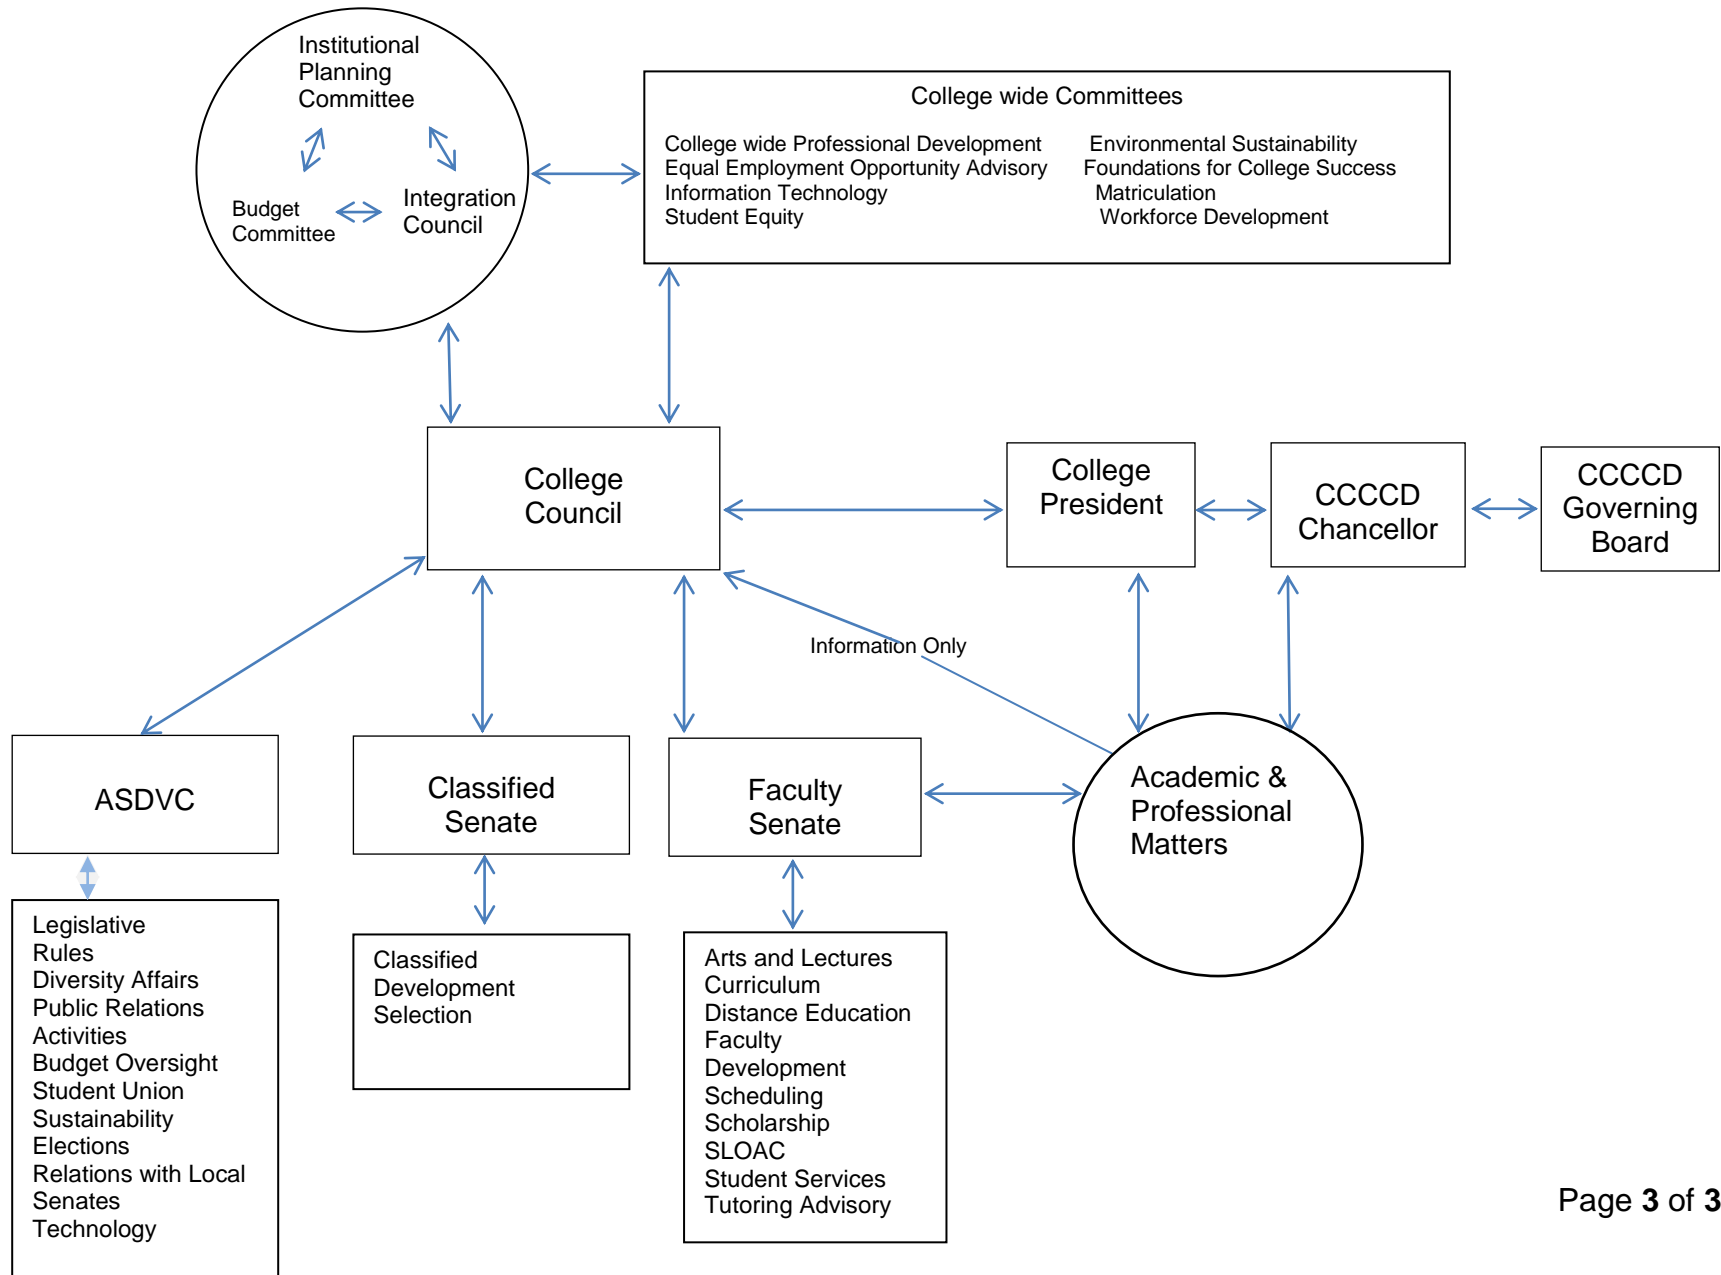 Institutional
Planning
Committee
Budget
Committee
Integration
Council
College wide Committees
College wide Professional Development Environmental Sustainability
Equal Employment Opportunity Advisory Foundations for College Success
Information Technology Matriculation
Student Equity Workforce Development
College
Council
College
President
CCCCD
Chancellor
CCCCD
Governing
Board
Information Only
ASDVC
Classified
Senate
Faculty
Senate
Academic &
Professional
Matters
Legislative
Rules
Diversity Affairs
Public Relations
Activities
Budget Oversight
Student Union
Sustainability
Elections
Relations with Local
Senates
Technology
Classified
Development
Selection
Arts and Lectures
Curriculum
Distance Education
Faculty
Development
Scheduling
Scholarship
SLOAC
Student Services
Tutoring Advisory
Page 3 of 3